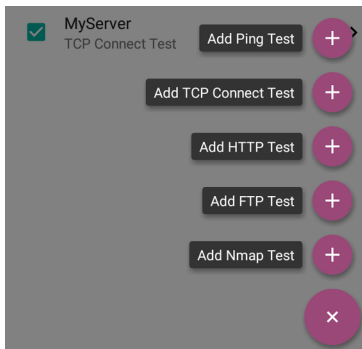 MyServer
TCP Connect Test
Add Ping Test
Add TCP Connect Test
Add HTTP Test
Add FTP Test
Add Nmap Test